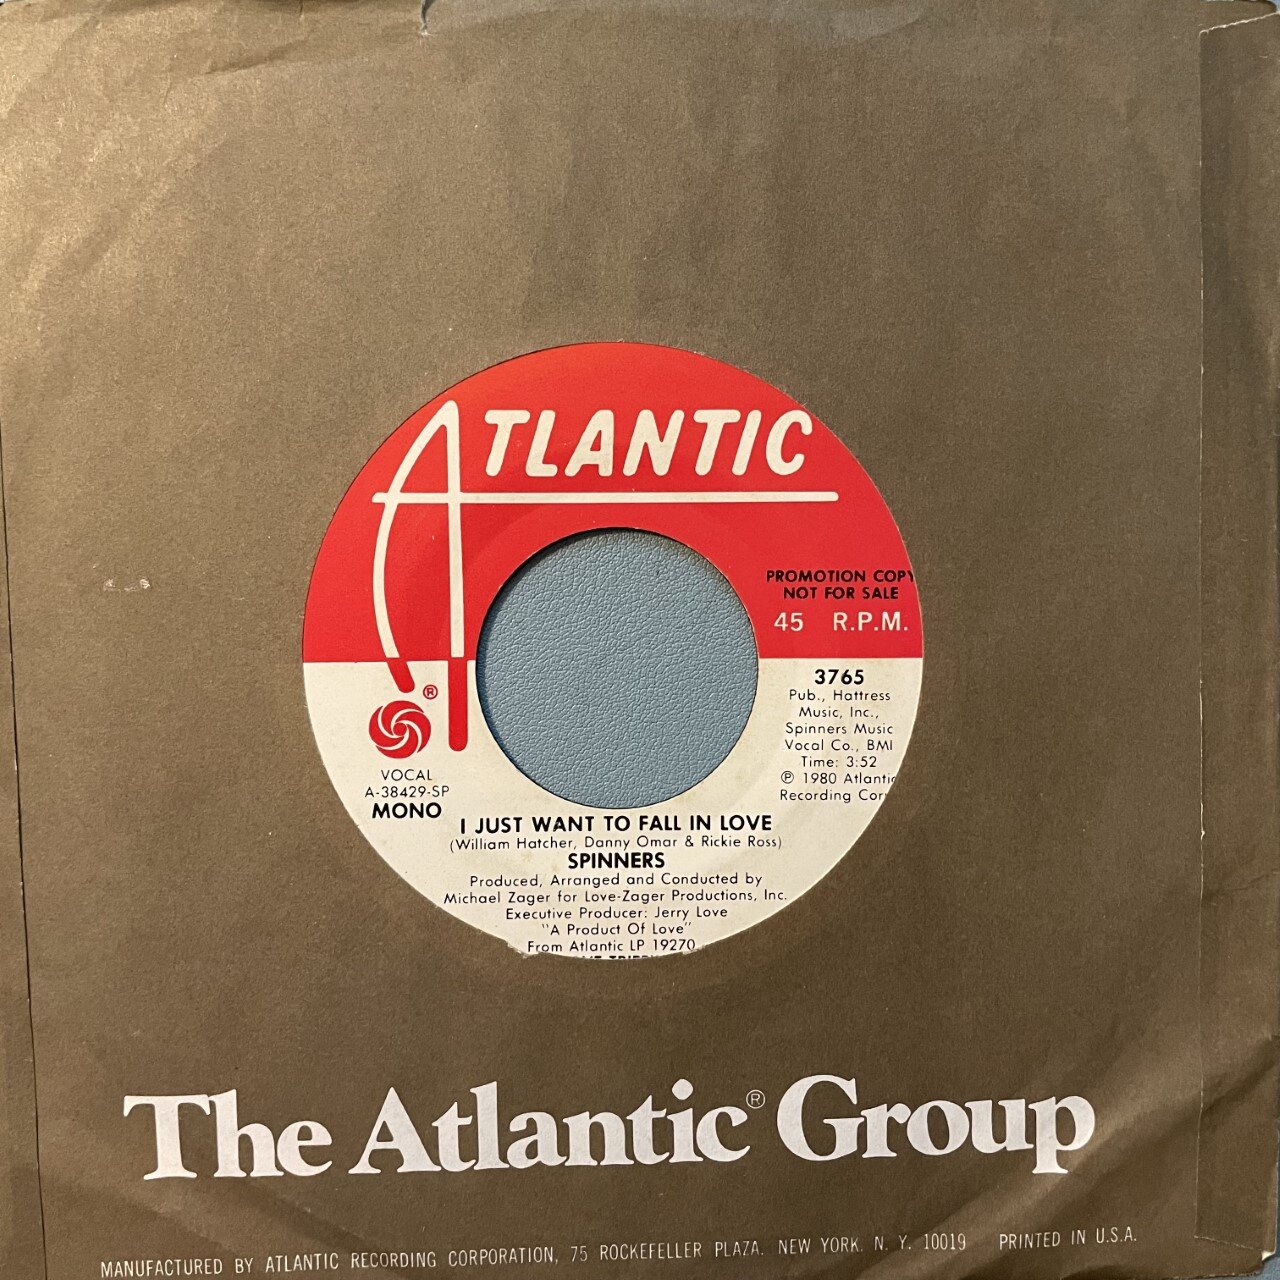 ATLANTIC
PROMOTION COPY
NOT FOR SALE
45 R.P.M.
®
3765
Pub., Hattress
Music, Inc.,
Spinners Music
Vocal Co., BMI
Time: 3:52
℗ 1980 Atlantic
Recording Cor
VOCAL
A-38429-SP
MONO
I JUST WANT TO FALL IN LOVE
(William Hatcher, Danny Omar & Rickie Ross)
SPINNERS
Produced, Arranged and Conducted by
Michael Zager for Love-Zager Productions, Inc.
Executive Producer: Jerry Love
"A Product Of Love"
From Atlantic LP 19270
The Atlantic® Group
MANUFACTURED BY ATLANTIC RECORDING CORPORATION, 75 ROCKEFELLER PLAZA. NEW YORK. N. Y. 10019 PRINTED IN U.S.A.